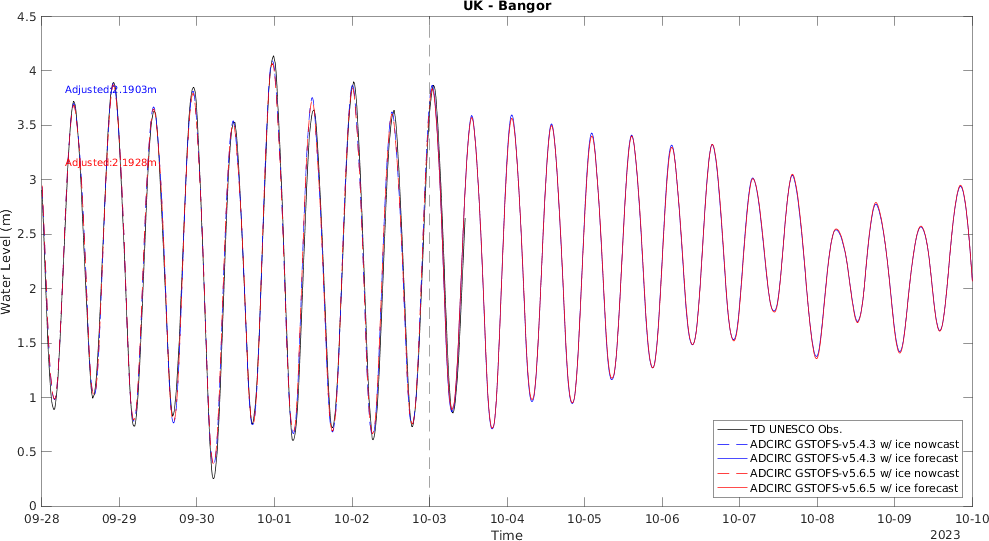 UK - Bangor
4.5
4
3.5
3
2.5
2
1.5
1
0.5
0
Water Level (m)
Adjusted:2.1903m
Adjusted:2.1928m
TD UNESCO Obs.
ADCIRC GSTOFS-v5.4.3 w/ ice nowcast
ADCIRC GSTOFS-v5.4.3 w/ ice forecast
ADCIRC GSTOFS-v5.6.5 w/ ice nowcast
ADCIRC GSTOFS-v5.6.5 w/ ice forecast
09-28 09-29 09-30 10-01 10-02 10-03 10-04 10-05 10-06 10-07 10-08 10-09 10-10
Time
2023